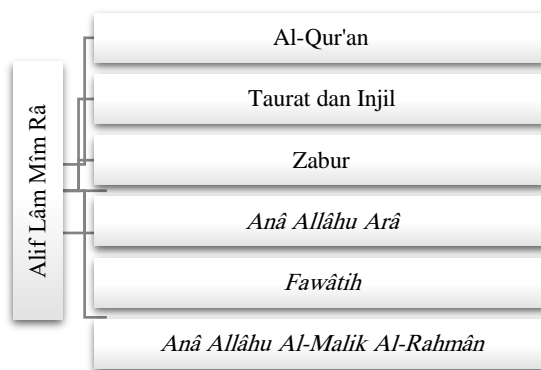 Alif Lâm Mîm Râ
Al-Qur'an
Taurat dan Injil
Zabur
Anâ Allâhu Arâ
Fawâtih
Anâ Allâhu Al-Malik Al-Rahmân